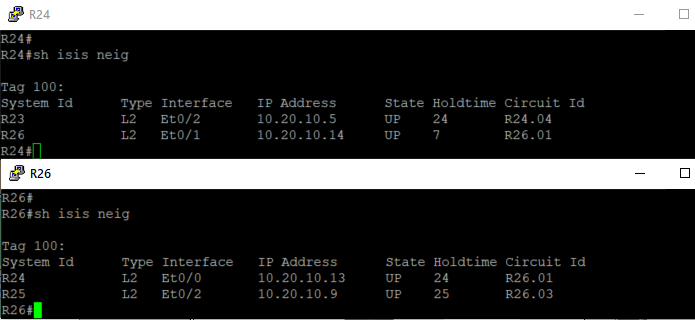 R24
R24#
R24#sh isis neig
Tag 100:
System Id Type Interface IP Address State Holdtime Circuit Id
R23 L2 Et0/2 10.20.10.5 UP 24 R24.04
R26 L2 Et0/1 10.20.10.14 UP 7 R26.01
R24#
R26
R26#
R26#sh isis neig
Tag 100:
System Id Type Interface IP Address State Holdtime Circuit Id
R24 L2 Et0/0 10.20.10.13 UP 24 R26.01
R25 L2 Et0/2 10.20.10.9 UP 25 R26.03
R26#